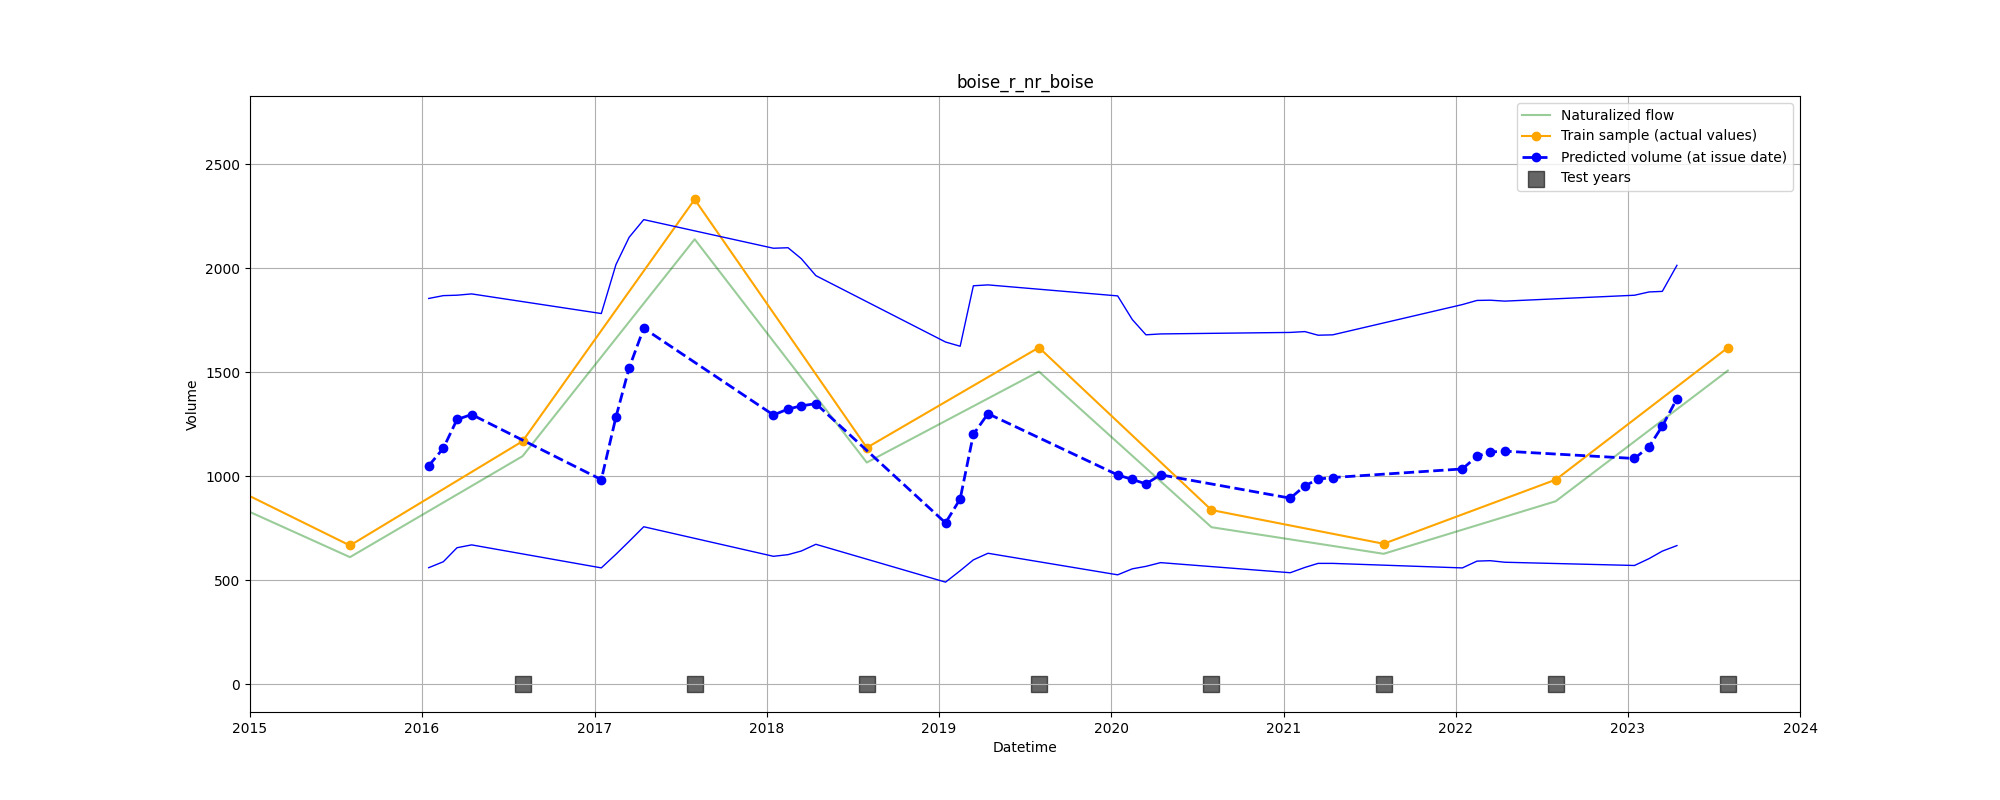 boise_r_nr_boise
Naturalized flow
Train sample (actual values)
Predicted volume (at issue date)
Test years
2500
2000
1500
1000
500
0
Volume
2015 2016 2017 2018 2019 2020 2021 2022 2023 2024
Datetime